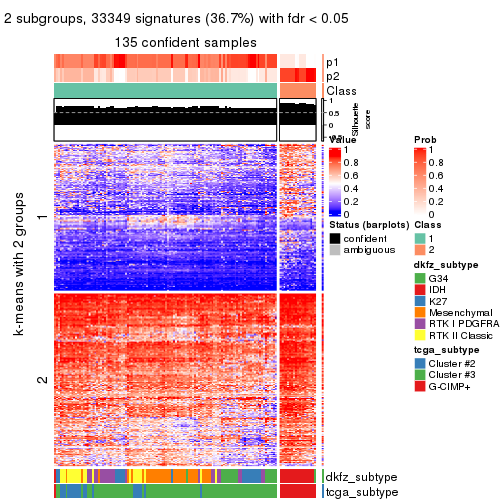 2 subgroups, 33349 signatures (36.7%) with fdr < 0.05
135 confident samples
p1
p2
Class
1
0.5
0
Silhouette
score
k-means with 2 groups
1
2
Value
1
0.8
0.6
0.4
0.2
0
Prob
1
0.8
0.6
0.4
0.2
0
Status (barplots)
confident
ambiguous
Class
1
2
dkfz_subtype
G34
IDH
K27
Mesenchymal
RTK I PDGFRA
RTK II Classic
tcga_subtype
Cluster #2
Cluster #3
G-CIMP+
dkfz_subtype
tcga_subtype